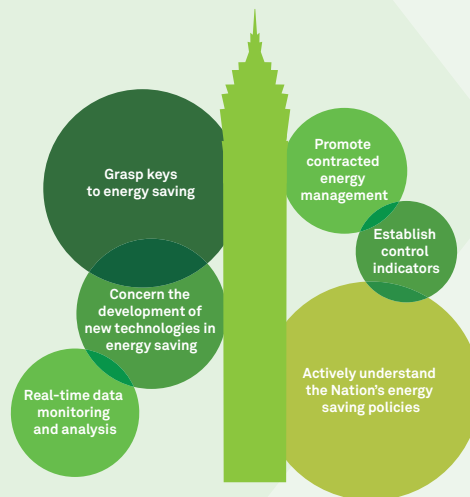 Grasp keys
to energy saving
Concern the
development of
new technologies in
energy saving
Real-time data
monitoring
and analysis
Promote
contracted
energy
management
Establish
control
indicators
Actively understand
the Nation's energy
saving policies